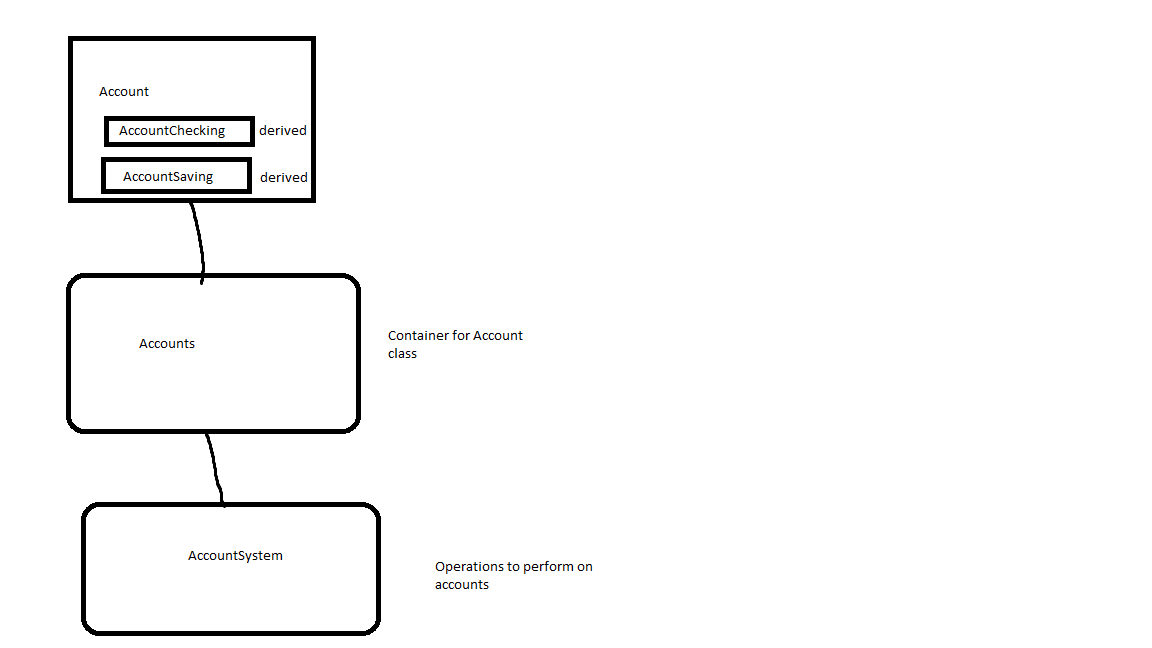 Account
AccountChecking derived
AccountSaving derived
Accounts
Container for Account
class
AccountSystem
Operations to perform on
accounts